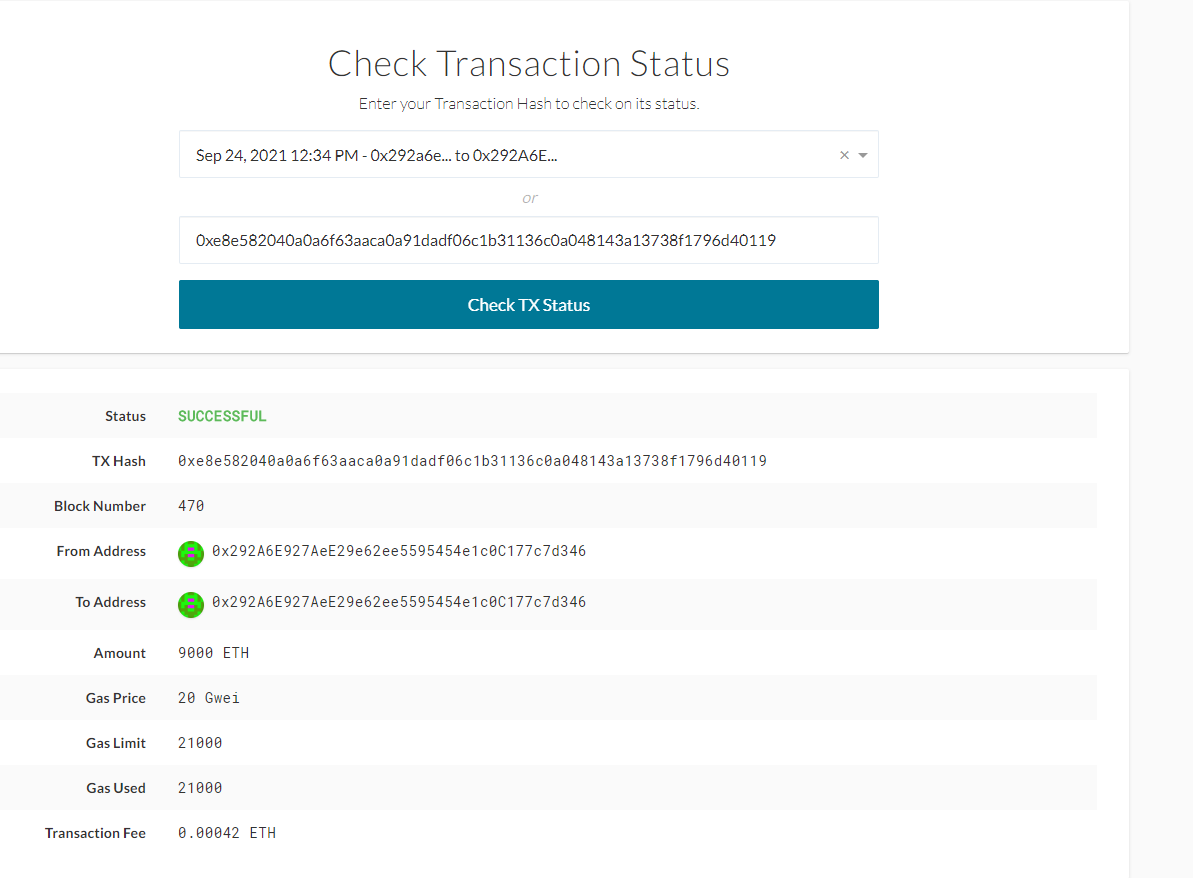 Check Transaction Status
Enter your Transaction Hash to check on its status.
Sep 24, 2021 12:34 PM - 0x292a6e... to 0x292A6E...
or
0xe8e582040a0a6f63aaca0a91dadf06c1b31136c0a048143a13738f1796d40119
Check TX Status
Status SUCCESSFUL
TX Hash 0xe8e582040a0a6f63aaca0a91dadf06c1b31136c0a048143a13738f1796d40119
Block Number 470
From Address 0x292A6E927AeE29e62ee5595454e1c0C177c7d346
To Address 0x292A6E927AeE29e62ee5595454e1c0C177c7d346
Amount 9000 ETH
Gas Price 20 Gwei
Gas Limit 21000
Gas Used 21000
Transaction Fee 0.00042 ETH